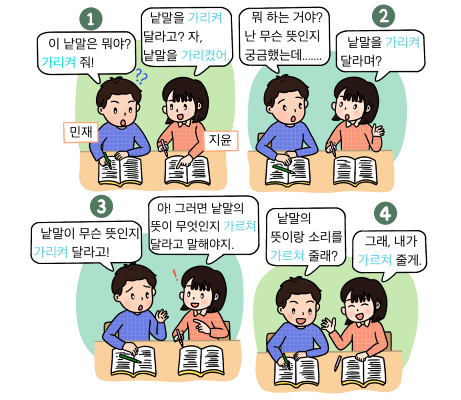 1
이 낱말은 뭐야?
가리켜 줘!
낱말을 가리켜
달라고? 자,
낱말을 가리켰어.
민재
지윤
2
뭐 하는 거야?
난 무슨 뜻인지
궁금했는데.......
낱말을 가리켜
달라며?
3
낱말이 무슨 뜻인지
가리켜 달라고!
아! 그러면 낱말의
뜻이 무엇인지 가르쳐
달라고 말해야지.
!
4
낱말의
뜻이랑 소리를
가르쳐 줄래?
그래, 내가
가르쳐 줄게.